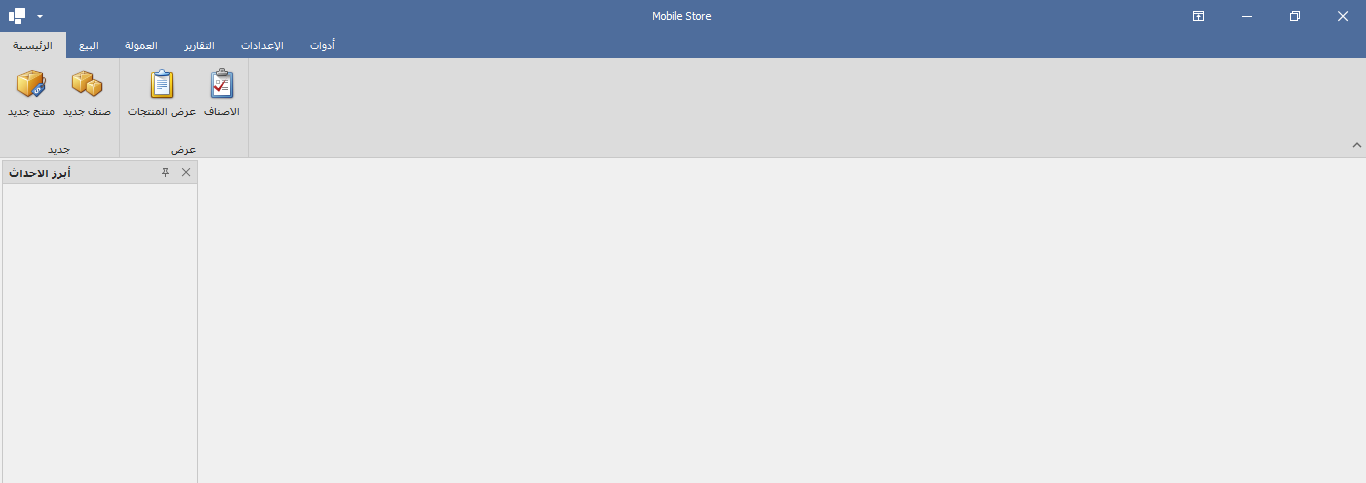 Mobile Store
الرئيسية
البيع
العمولة
التقارير
الإعدادات
أدوات
منتج جديد
صنف جديد
عرض المنتجات
الاصناف
جديد
عرض
أبرز الاحداث